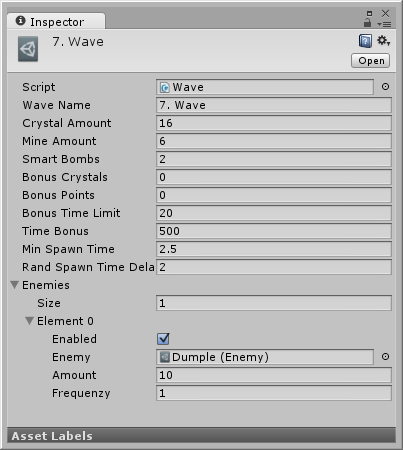 Inspector
7. Wave
Open
Script Wave
Wave Name 7. Wave
Crystal Amount 16
Mine Amount 6
Smart Bombs 2
Bonus Crystals 0
Bonus Points 0
Bonus Time Limit 20
Time Bonus 500
Min Spawn Time 2.5
Rand Spawn Time Dela 2
Enemies
Size 1
Element 0
Enabled
Enemy Dumple (Enemy)
Amount 10
Frequenzy 1
Asset Labels